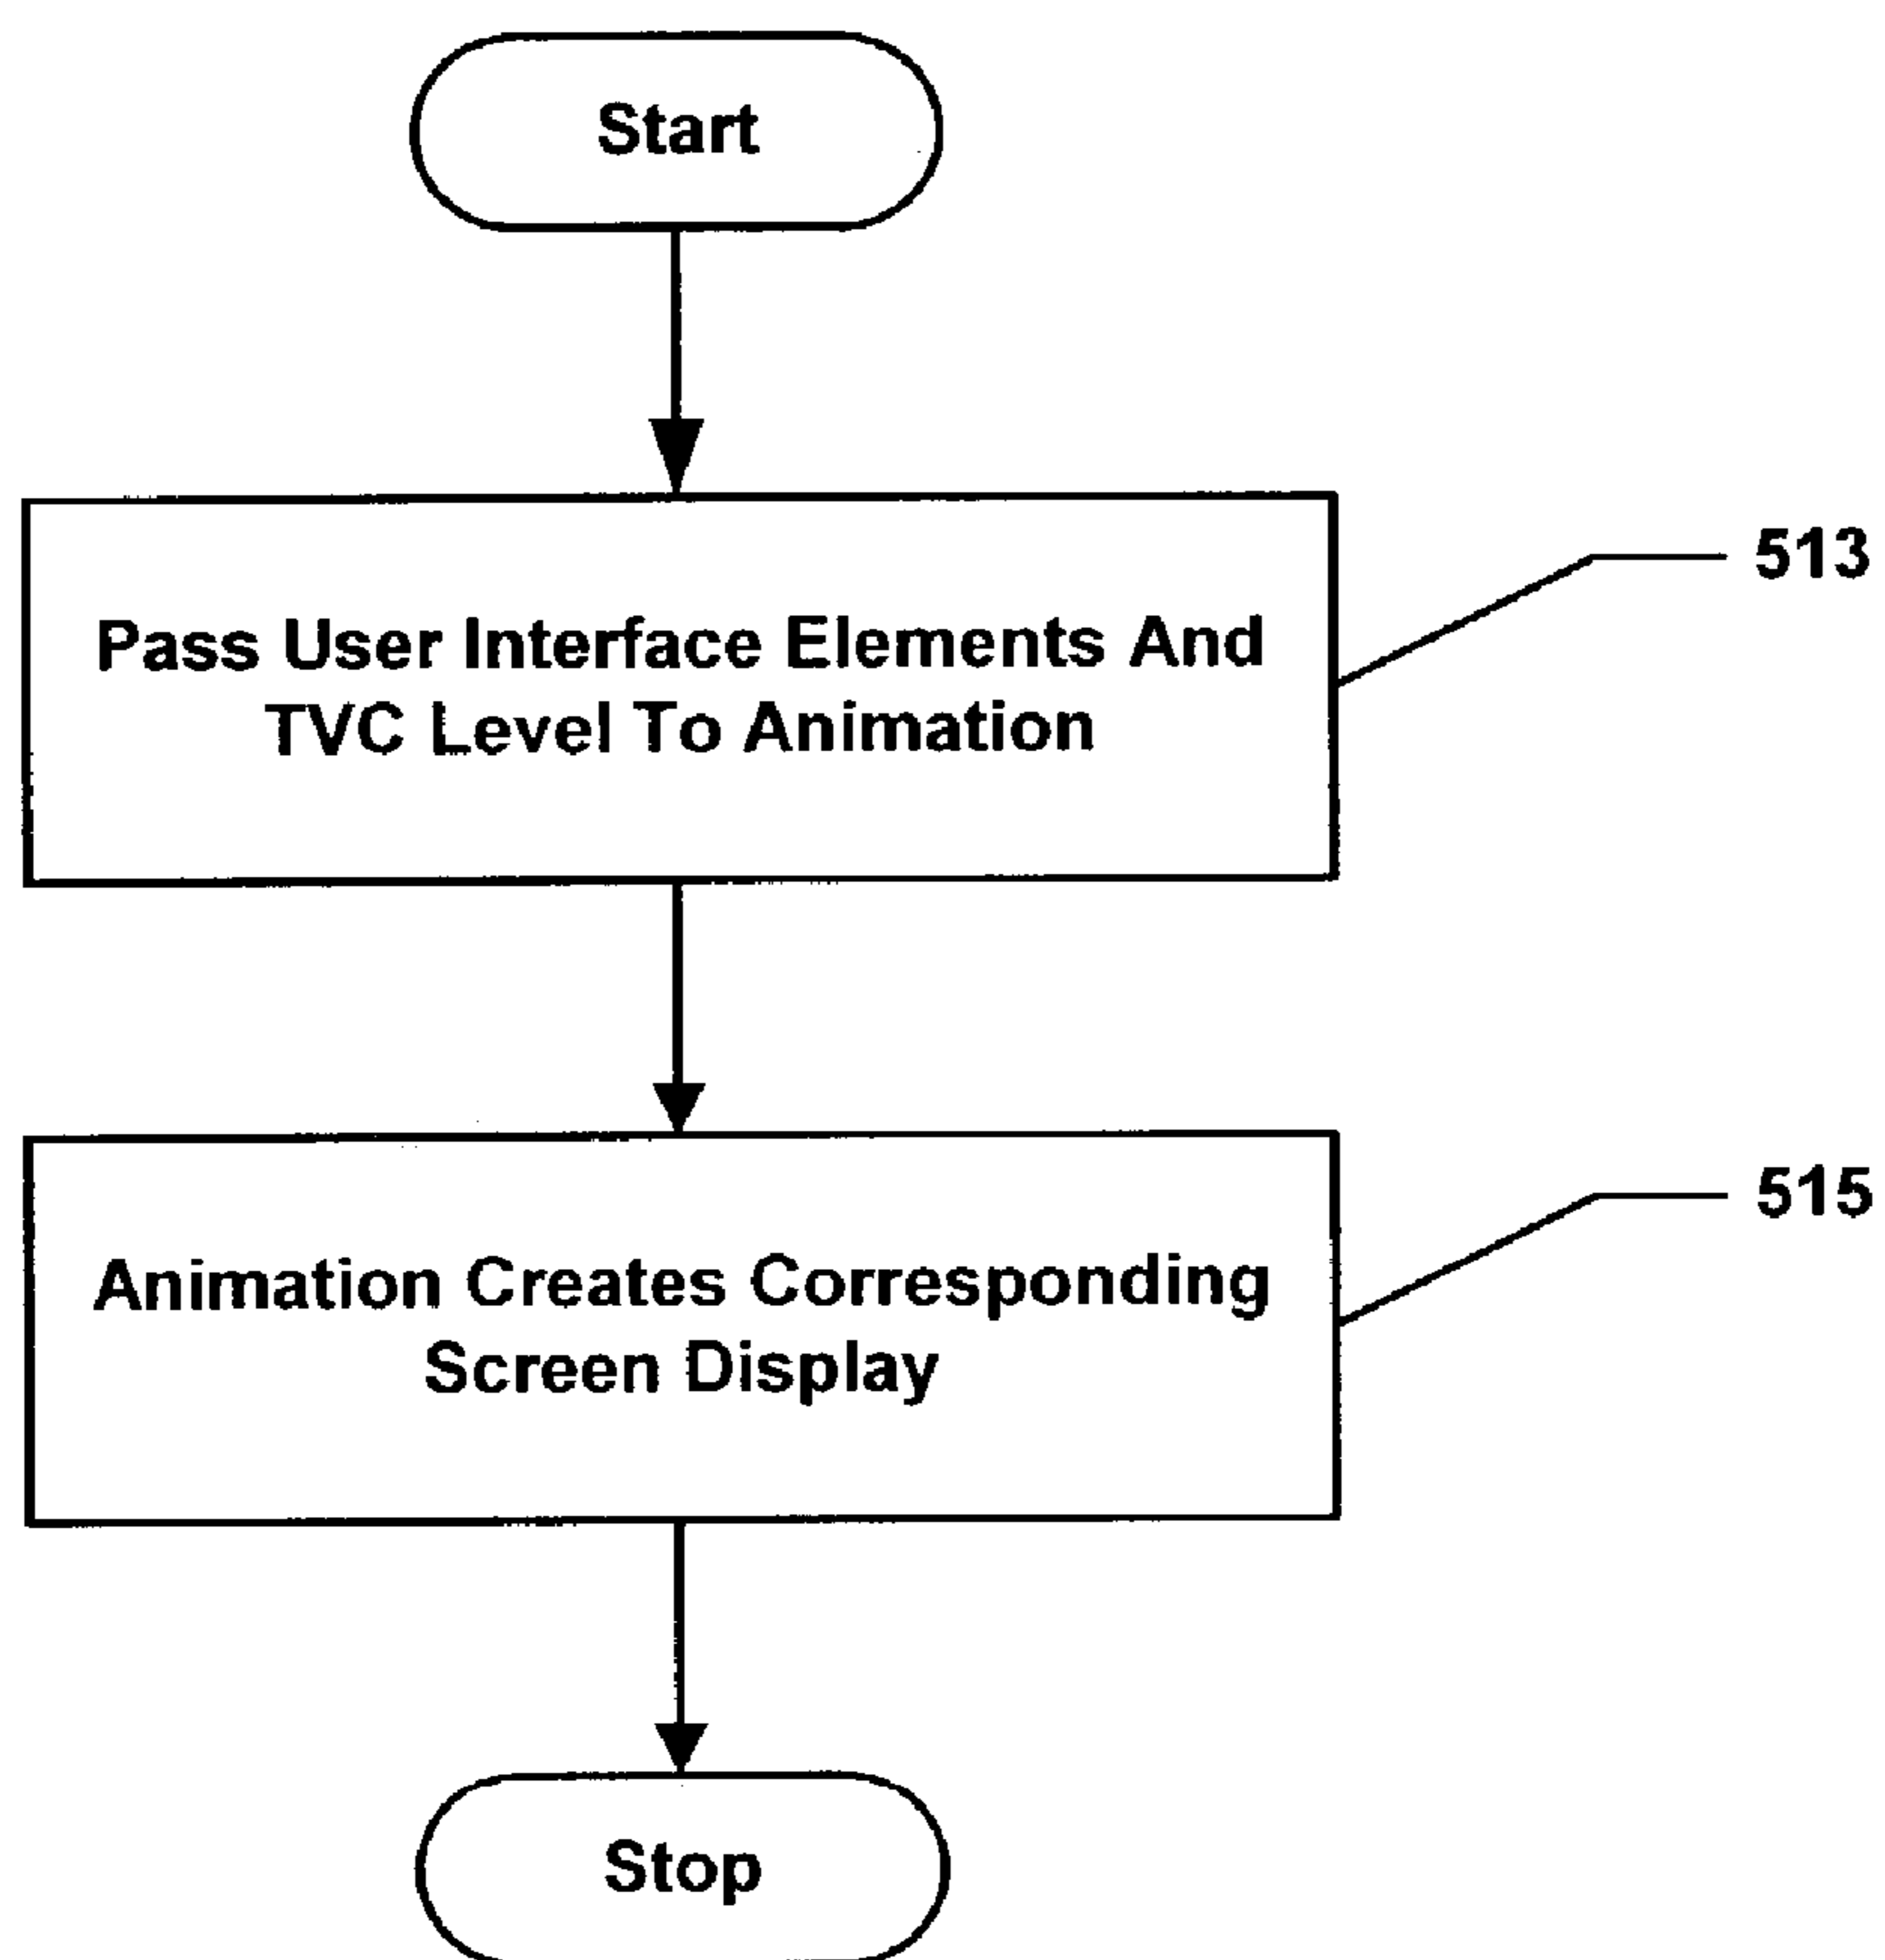 Start
513
Pass User Interface Elements And
TVC Level To Animation
515
Animation Creates Corresponding
Screen Display
Stop